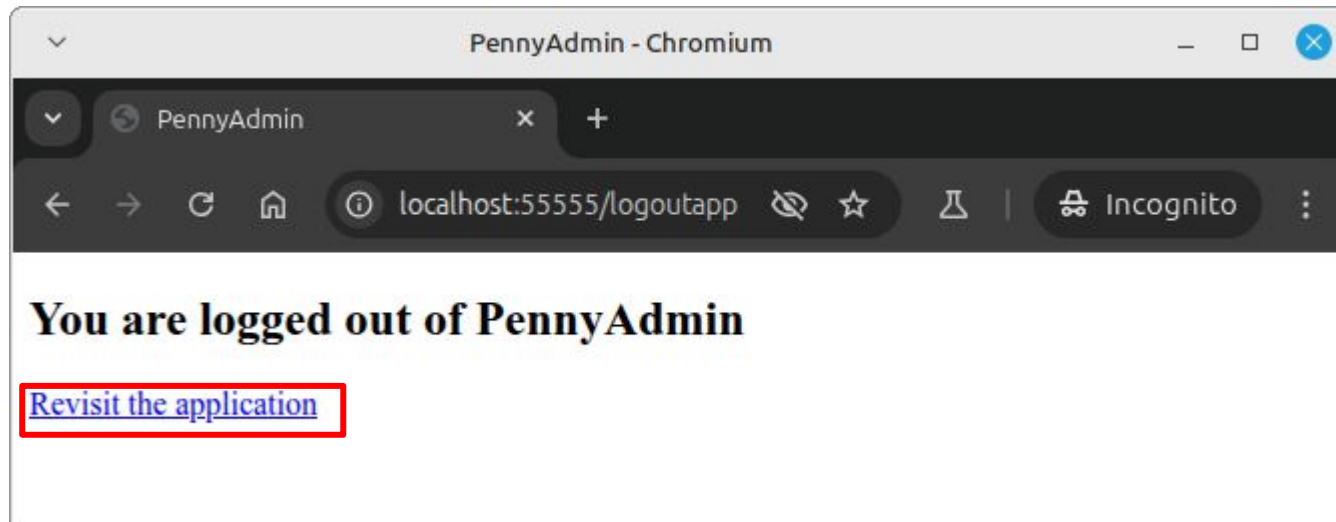 PennyAdmin - Chromium
PennyAdmin
localhost:55555/logoutapp
Incognito
You are logged out of PennyAdmin
Revisit the application